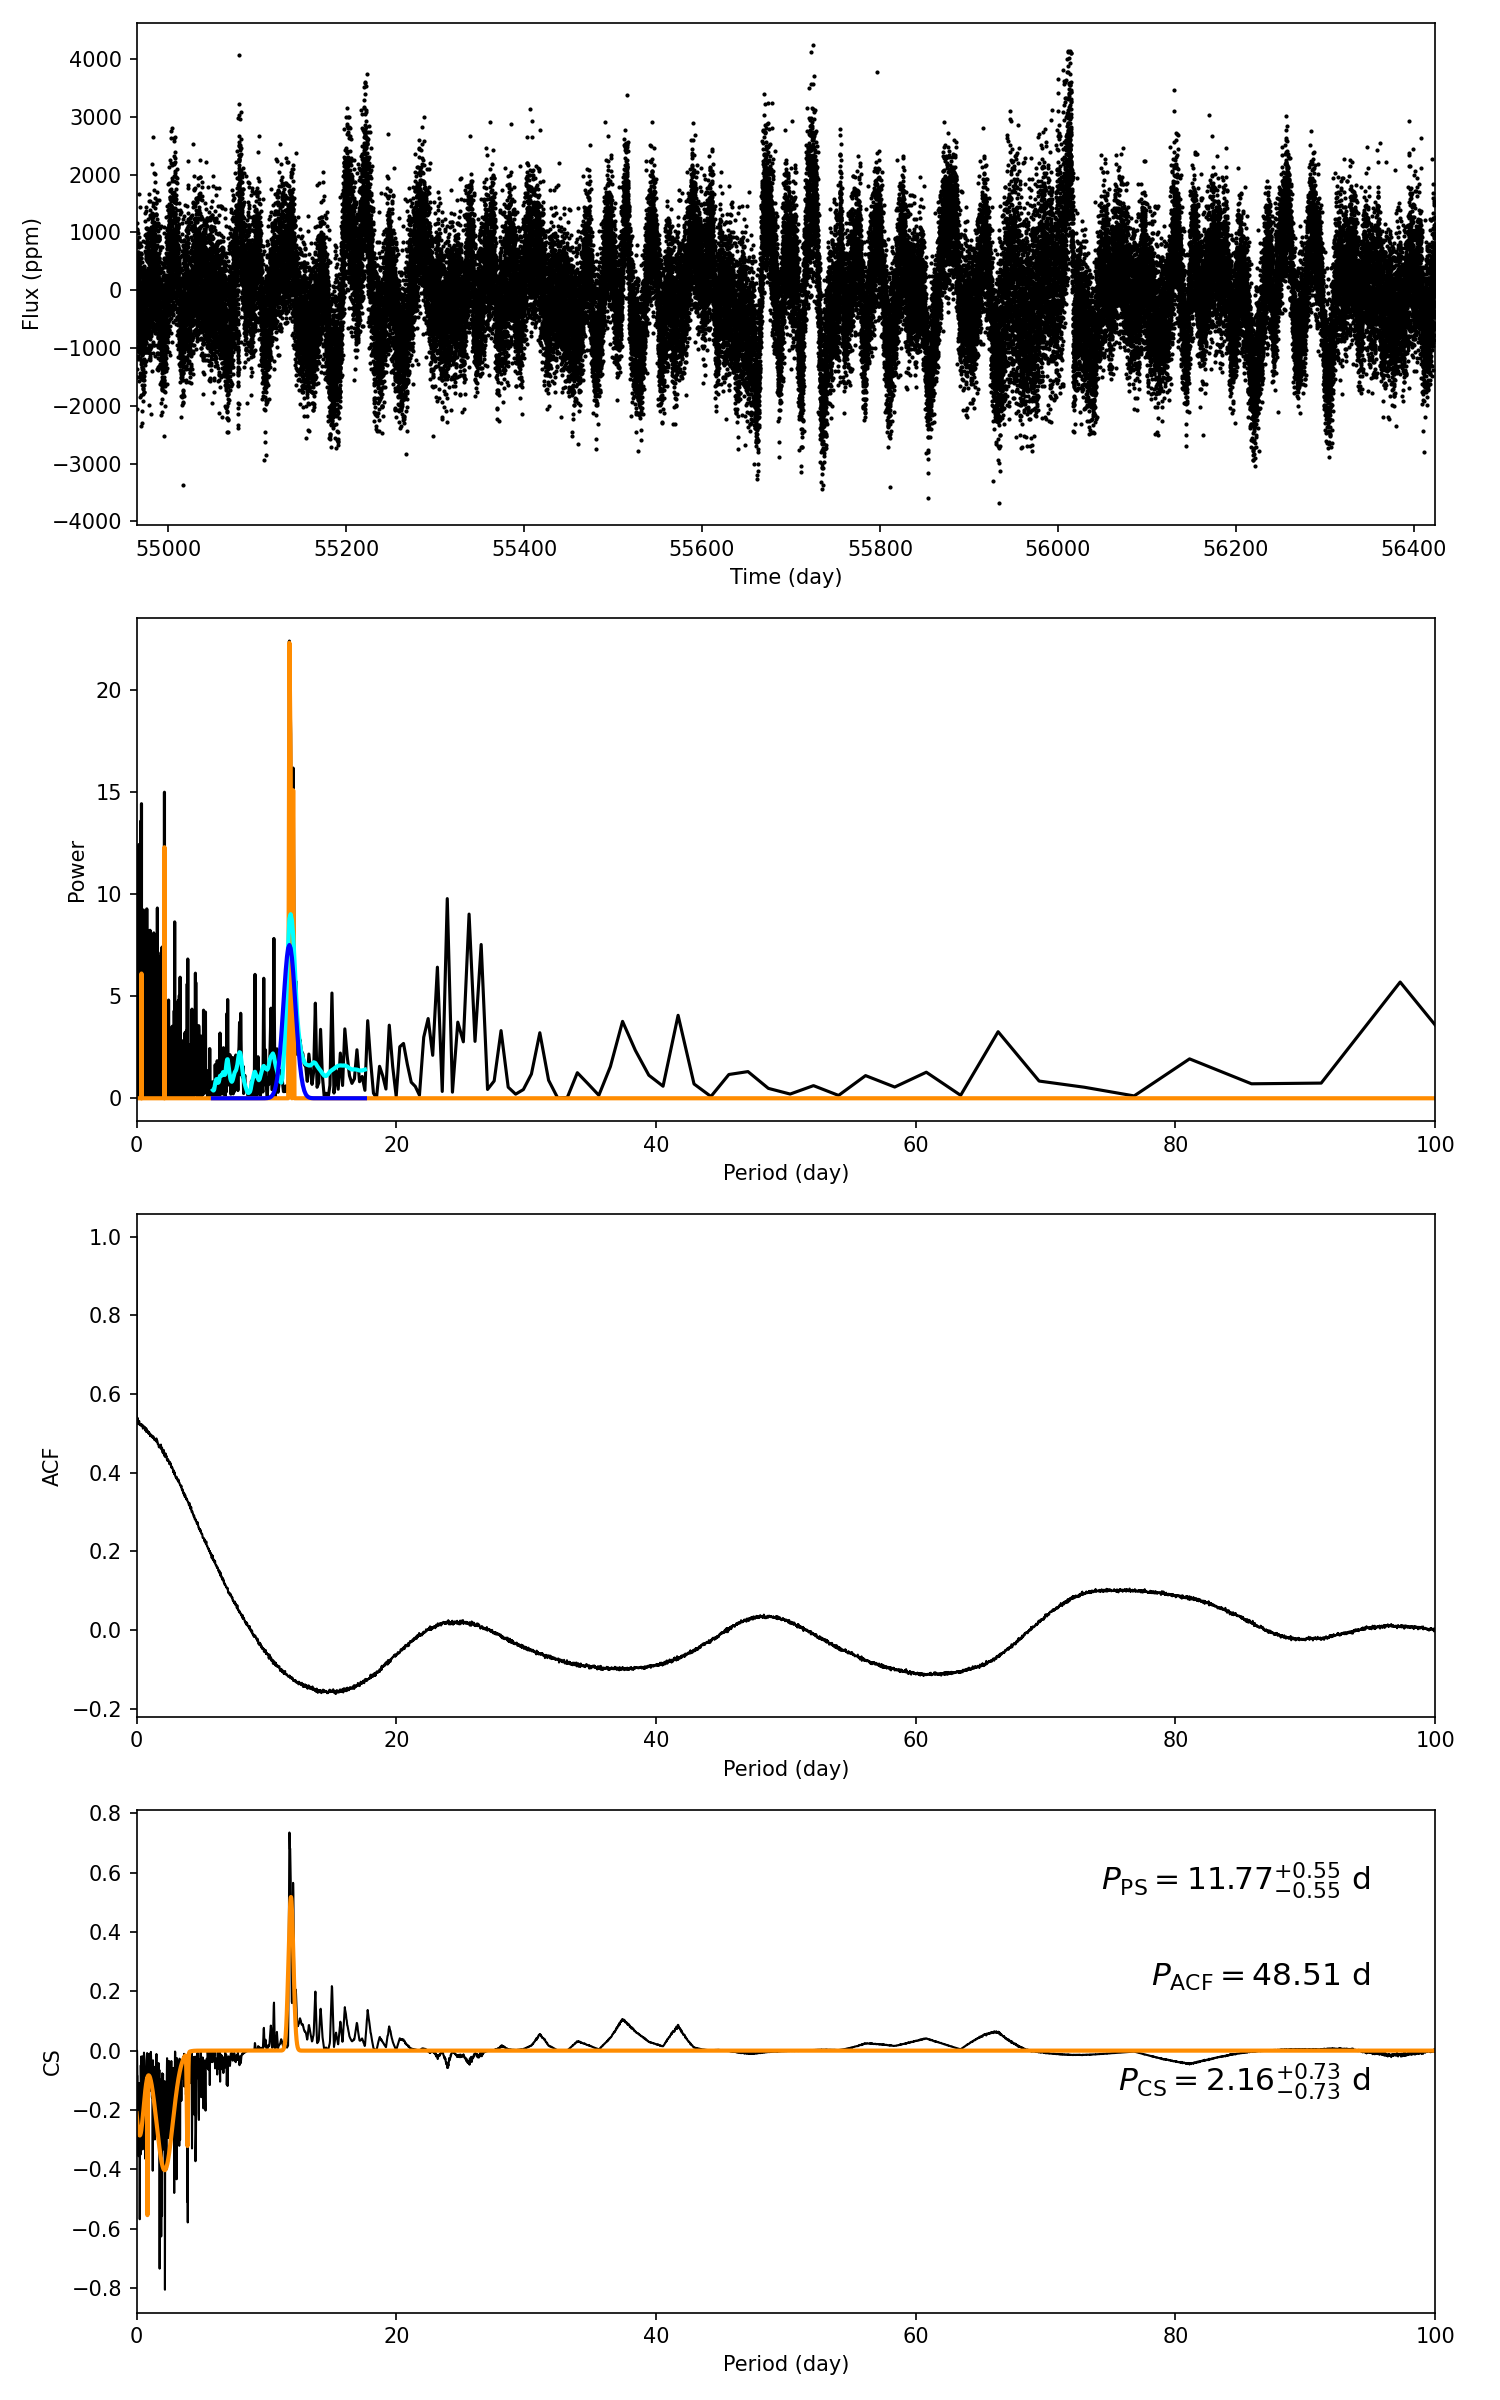 4000
3000
2000
1000
0
−1000
−2000
−3000
−4000
Flux (ppm)
55000 55200 55400 55600 55800 56000 56200 56400
Time (day)
20
15
10
5
0
Power
0 20 40 60 80 100
Period (day)
1.0
0.8
0.6
0.4
0.2
0.0
−0.2
ACF
0 20 40 60 80 100
Period (day)
0.8
0.6
0.4
0.2
0.0
−0.2
−0.4
−0.6
−0.8
CS
P_PS = 11.77^{+0.55}_{−0.55} d
P_ACF = 48.51 d
P_CS = 2.16^{+0.73}_{−0.73} d
0 20 40 60 80 100
Period (day)